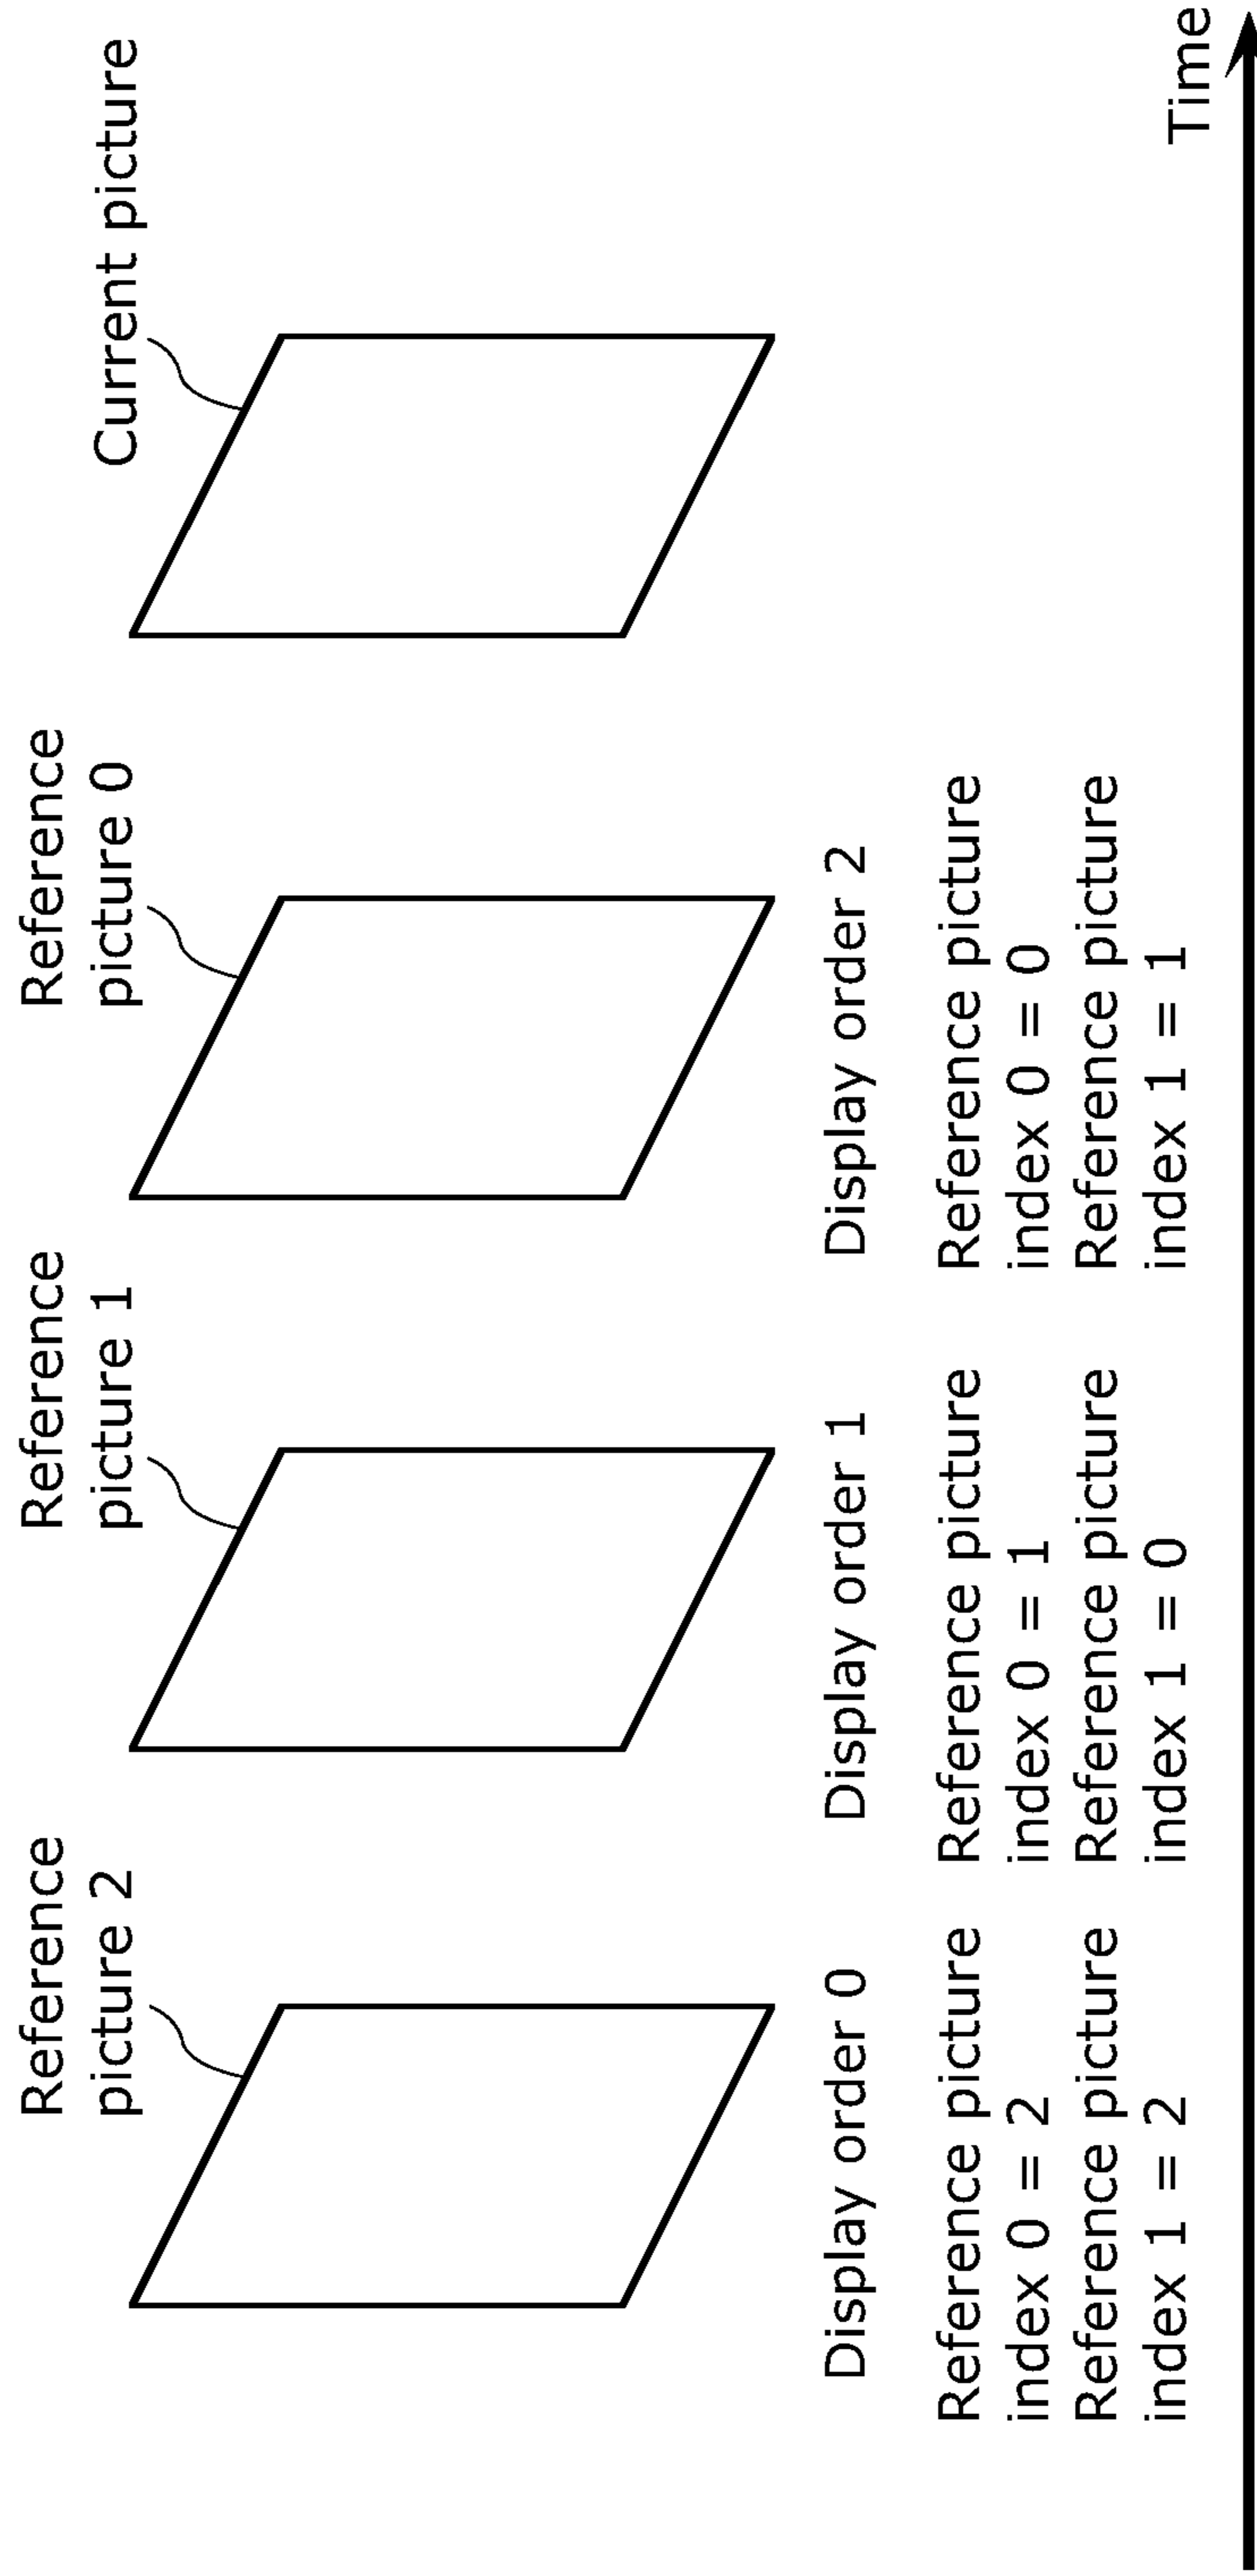 Reference
picture 2
Reference
picture 1
Reference
picture 0
Current picture
Display order 0
Display order 1
Display order 2
Reference picture
index 0 = 2
Reference picture
index 1 = 2
Reference picture
index 0 = 1
Reference picture
index 1 = 0
Reference picture
index 0 = 0
Reference picture
index 1 = 1
Time